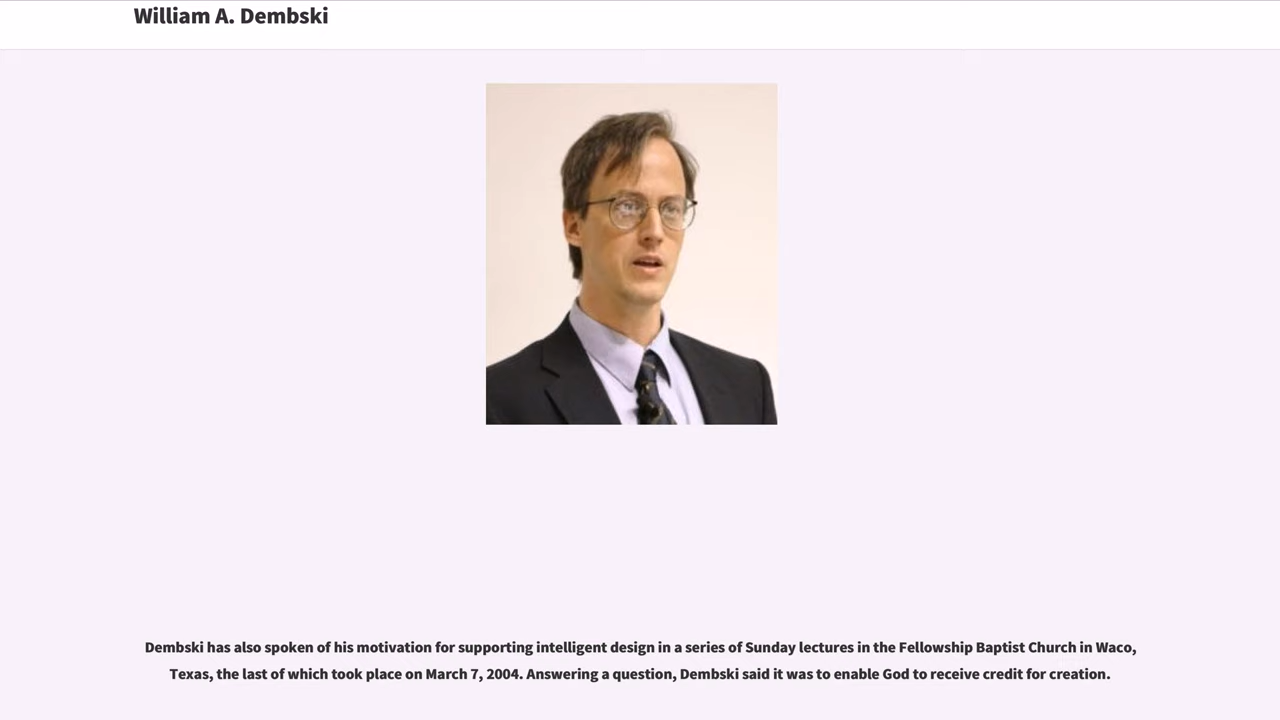 William A. Dembski
Dembski has also spoken of his motivation for supporting intelligent design in a series of Sunday lectures in the Fellowship Baptist Church in Waco,
Texas, the last of which took place on March 7, 2004. Answering a question, Dembski said it was to enable God to receive credit for creation.